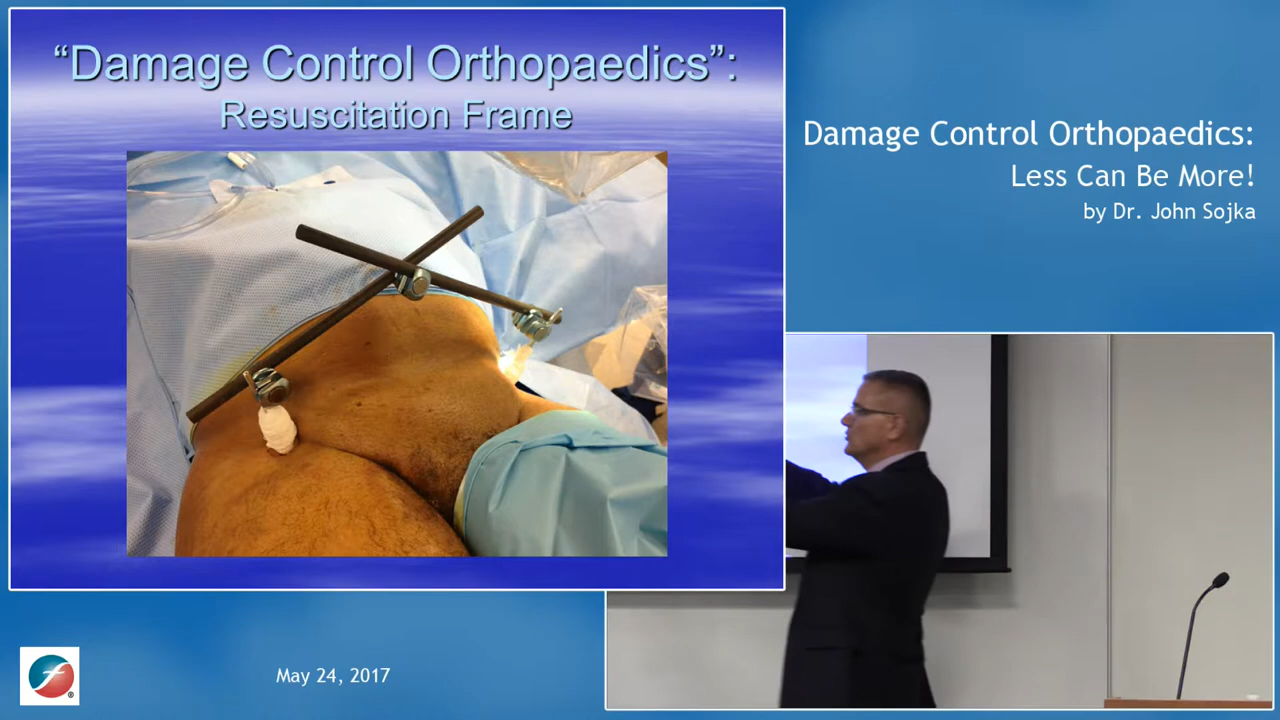 “Damage Control Orthopaedics”:
Resuscitation Frame
Damage Control Orthopaedics:
Less Can Be More!
by Dr. John Sojka
May 24, 2017